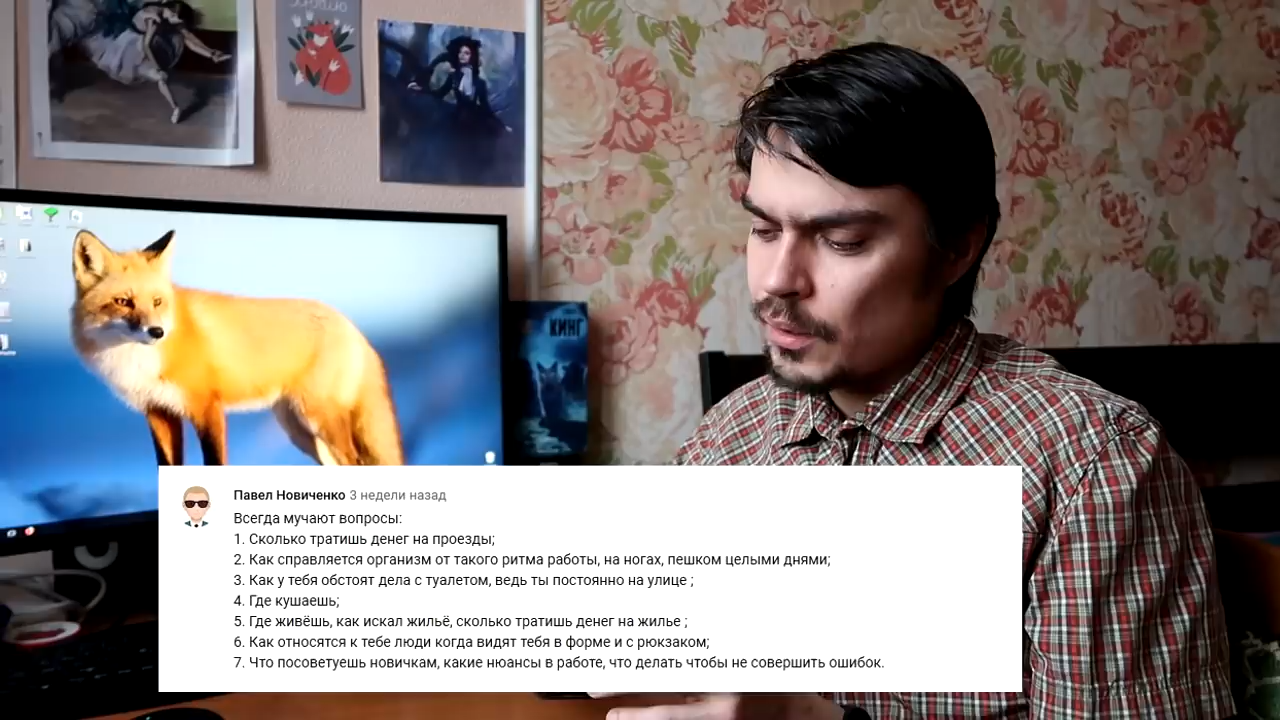 КИНГ
Павел Новиченко 3 недели назад
Всегда мучают вопросы:
1. Сколько тратишь денег на проезды;
2. Как справляется организм от такого ритма работы, на ногах, пешком целыми днями;
3. Как у тебя обстоят дела с туалетом, ведь ты постоянно на улице ;
4. Где кушаешь;
5. Где живёшь, как искал жильё, сколько тратишь денег на жилье ;
6. Как относятся к тебе люди когда видят тебя в форме и с рюкзаком;
7. Что посоветуешь новичкам, какие нюансы в работе, что делать чтобы не совершить ошибок.